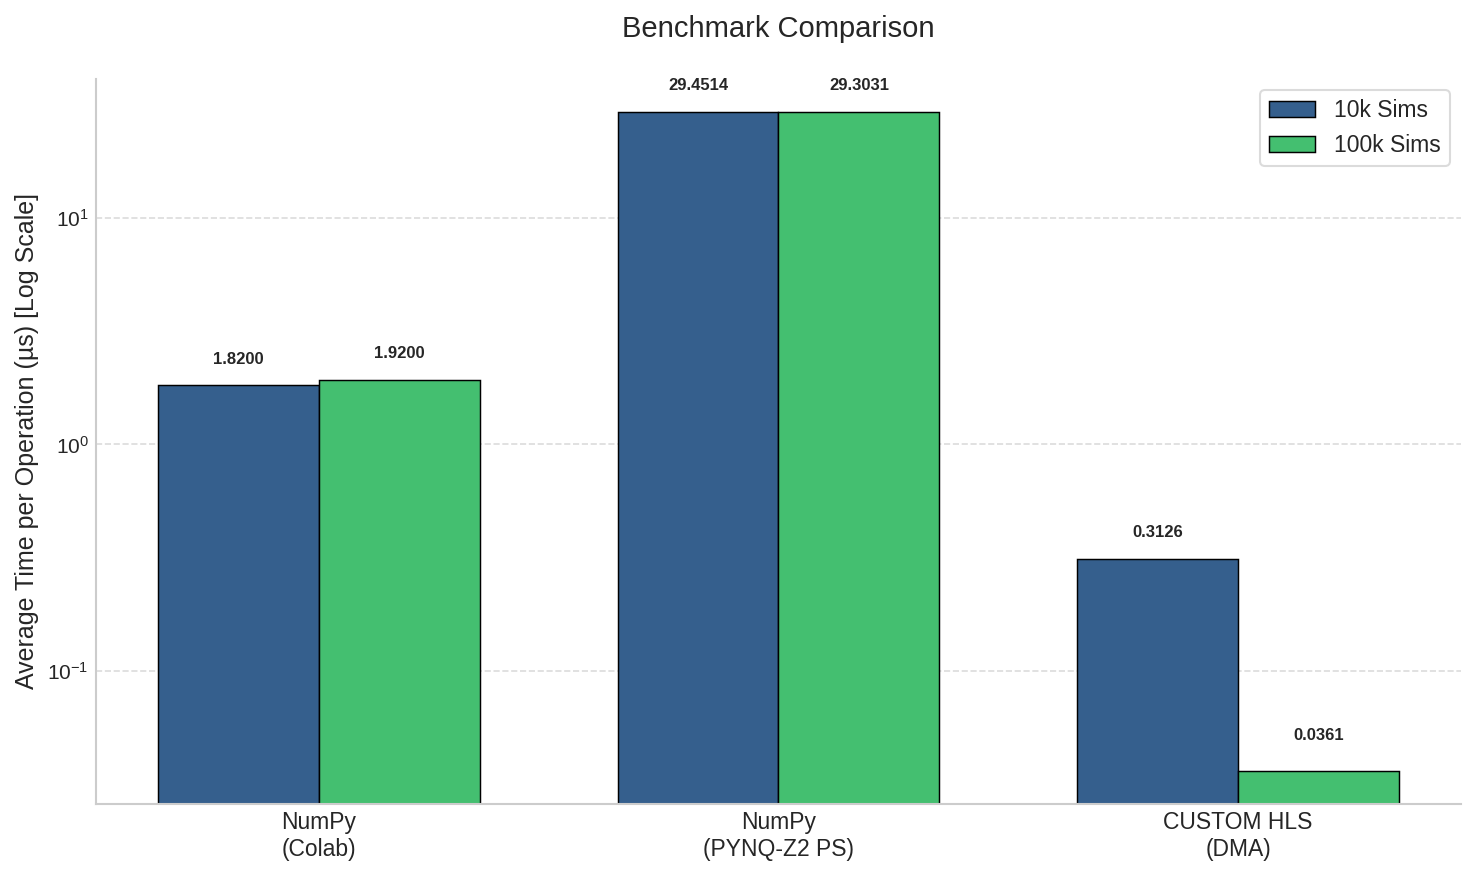 Benchmark Comparison
29.4514
29.3031
10k Sims
100k Sims
Average Time per Operation (µs) [Log Scale]
10¹
10⁰
10⁻¹
1.8200
1.9200
0.3126
0.0361
NumPy
(Colab)
NumPy
(PYNQ-Z2 PS)
CUSTOM HLS
(DMA)